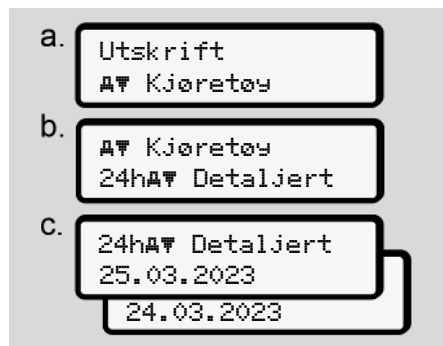 a.
Utskrift
Kjøretøy
b.
Kjøretøy
24h Detaljert
c.
24h Detaljert
25.03.2023
24.03.2023